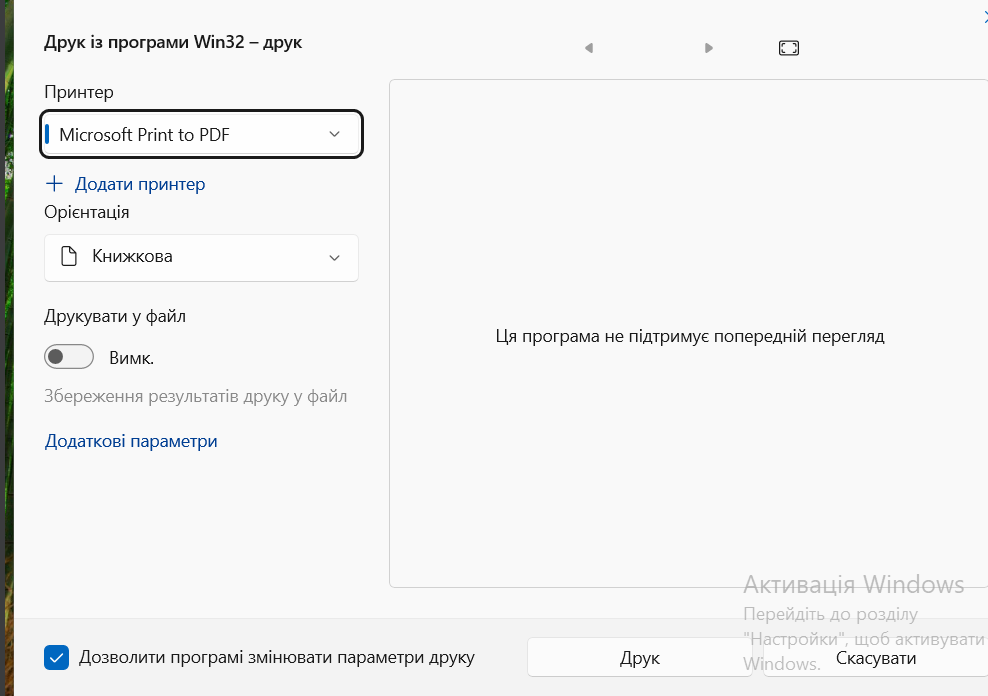 Друк із програми Win32 – друк
Принтер
Microsoft Print to PDF
Додати принтер
Орієнтація
Книжкова
Друкувати у файл
Вимк.
Збереження результатів друку у файл
Додаткові параметри
Ця програма не підтримує попередній перегляд
Активація Windows
Перейдіть до розділу
"Настройки", щоб активувати
Windows.
Дозволити програмі змінювати параметри друку
Друк
Скасувати